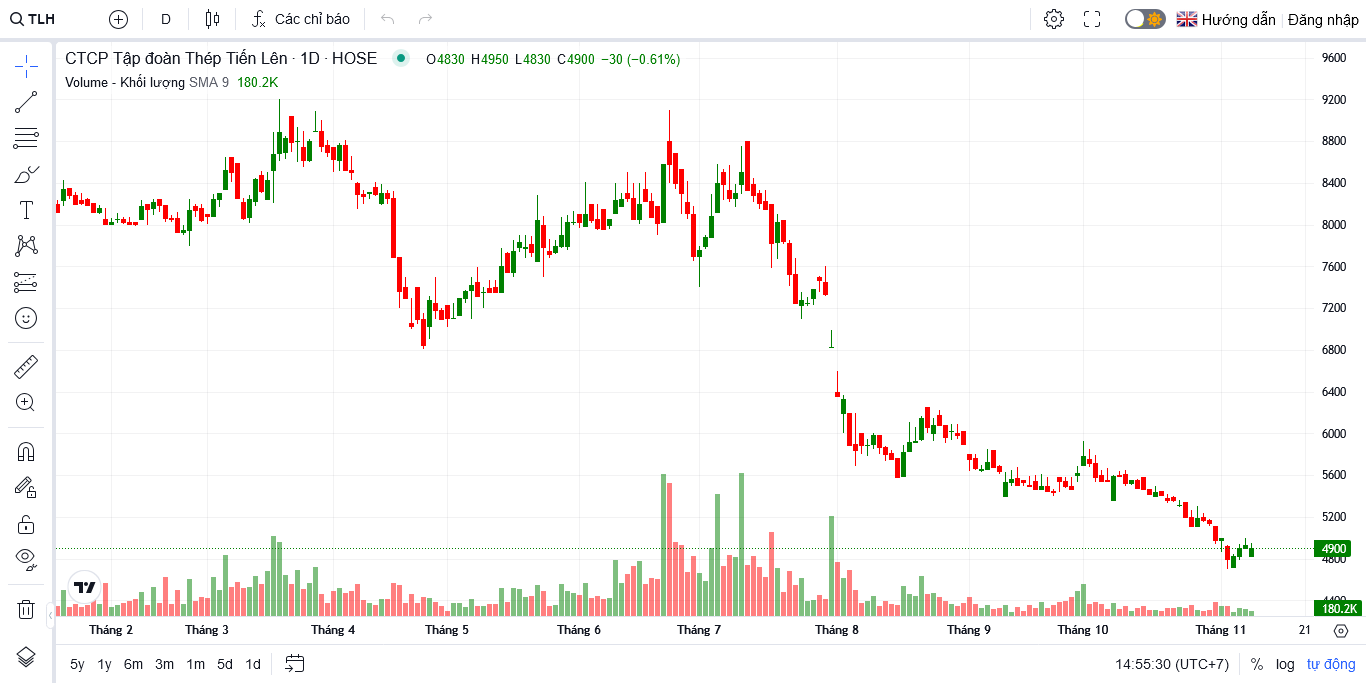 TLH D Các chỉ báo Hướng dẫn Đăng nhập
CTCP Tập đoàn Thép Tiến Lên · 1D · HOSE O4830 H4950 L4830 C4900 −30 (−0.61%)
Volume - Khối lượng SMA 9 180.2K
9600
9200
8800
8400
8000
7600
7200
6800
6400
6000
5600
5200
4900
4800
4400
180.2K
Tháng 2 Tháng 3 Tháng 4 Tháng 5 Tháng 6 Tháng 7 Tháng 8 Tháng 9 Tháng 10 Tháng 11 21
5y 1y 6m 3m 1m 5d 1d 14:55:30 (UTC+7) % log tự động